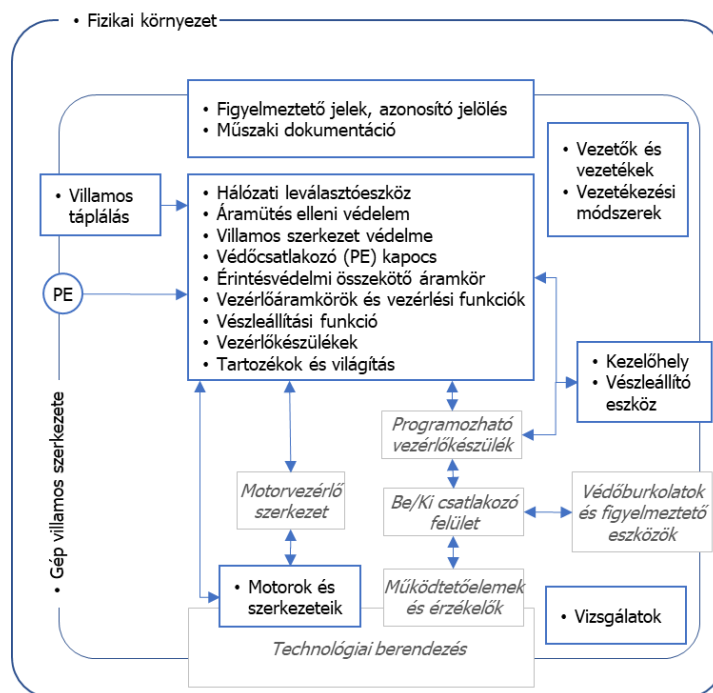 • Fizikai környezet
• Figyelmeztető jelek, azonosító jelölés
• Műszaki dokumentáció
• Vezetők és
vezetékek
• Vezetékezési
módszerek
• Villamos
táplálás
• Hálózati leválasztóeszköz
• Áramütés elleni védelem
• Villamos szerkezet védelme
• Védőcsatlakozó (PE) kapocs
• Érintésvédelmi összekötő áramkör
• Vezérlőáramkörök és vezérlési funkciók
• Vészleállítási funkció
• Vezérlőkészülékek
• Tartozékok és világítás
PE
• Kezelőhely
• Vészleállító
eszköz
• Gép villamos szerkezete
Programozható
vezérlőkészülék
Motorvezérlő
szerkezet
Be/Ki csatlakozó
felület
Védőburkolatok
és figyelmeztető
eszközök
• Motorok és
szerkezeteik
Működtetőelemek
és érzékelők
• Vizsgálatok
Technológiai berendezés